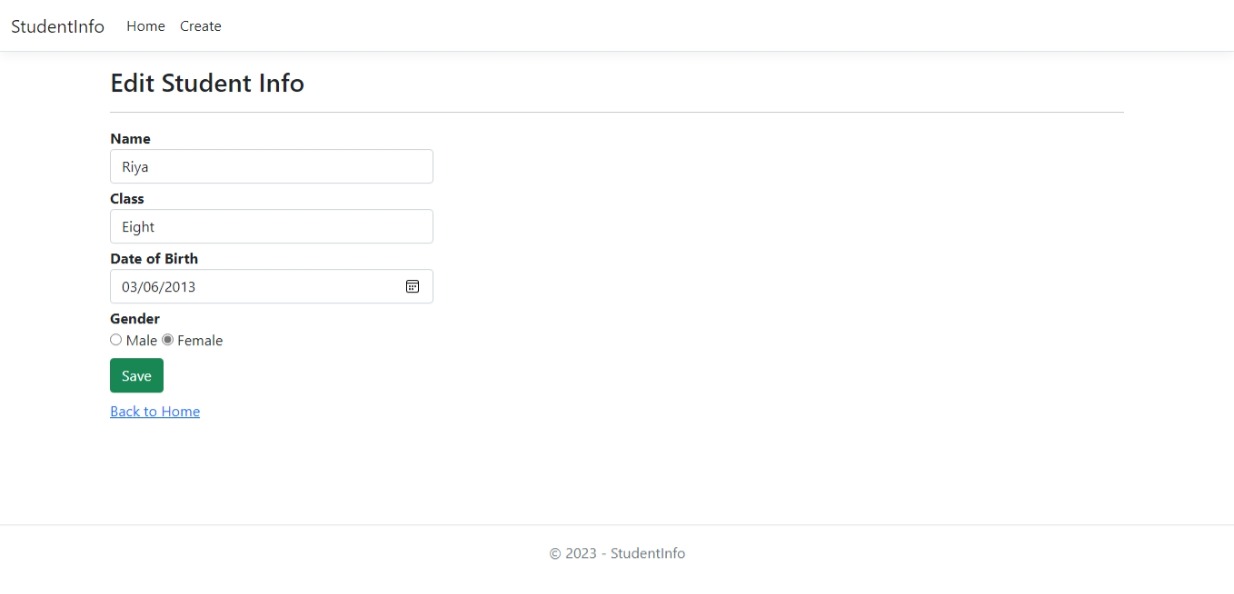 StudentInfo Home Create
Edit Student Info
Name
Riya
Class
Eight
Date of Birth
03/06/2013
Gender
Male Female
Save
Back to Home
© 2023 - StudentInfo